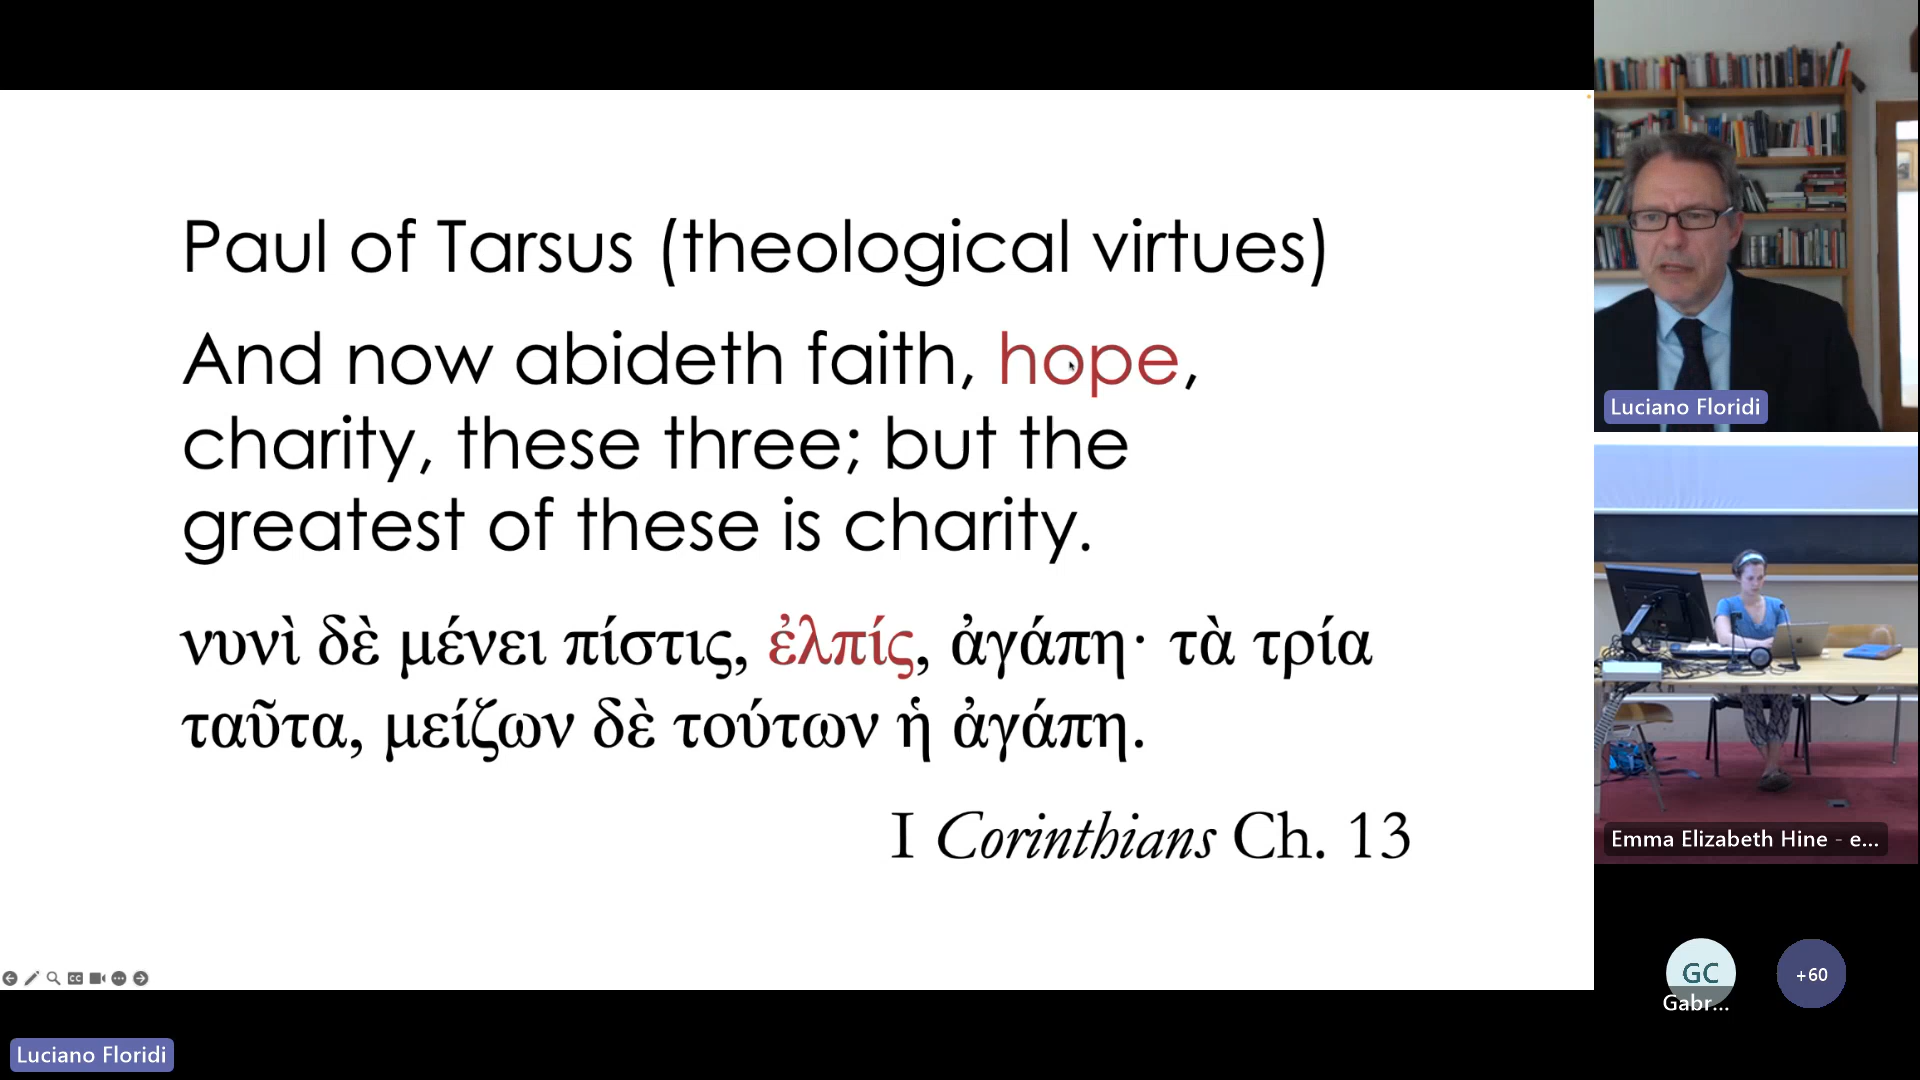 Paul of Tarsus (theological virtues)
And now abideth faith, hope,
charity, these three; but the
greatest of these is charity.
νυνὶ δὲ μένει πίστις, ἐλπίς, ἀγάπη· τὰ τρία
ταῦτα, μείζων δὲ τούτων ἡ ἀγάπη.
I Corinthians Ch. 13
Luciano Floridi
Emma Elizabeth Hine - e...
GC
Gabr...
+60
CC
Luciano Floridi